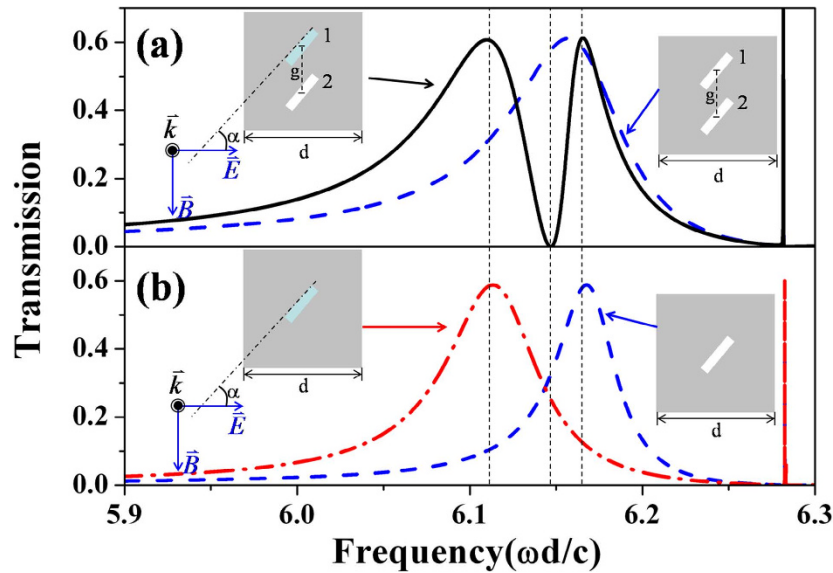 Transmission
(a)
0.6
0.4
0.2
0.0
1
2
g
α
k⃗
E⃗
B⃗
d
1
2
g
d
(b)
0.6
0.4
0.2
0.0
α
k⃗
E⃗
B⃗
d
d
5.9 6.0 6.1 6.2 6.3
Frequency(ωd/c)